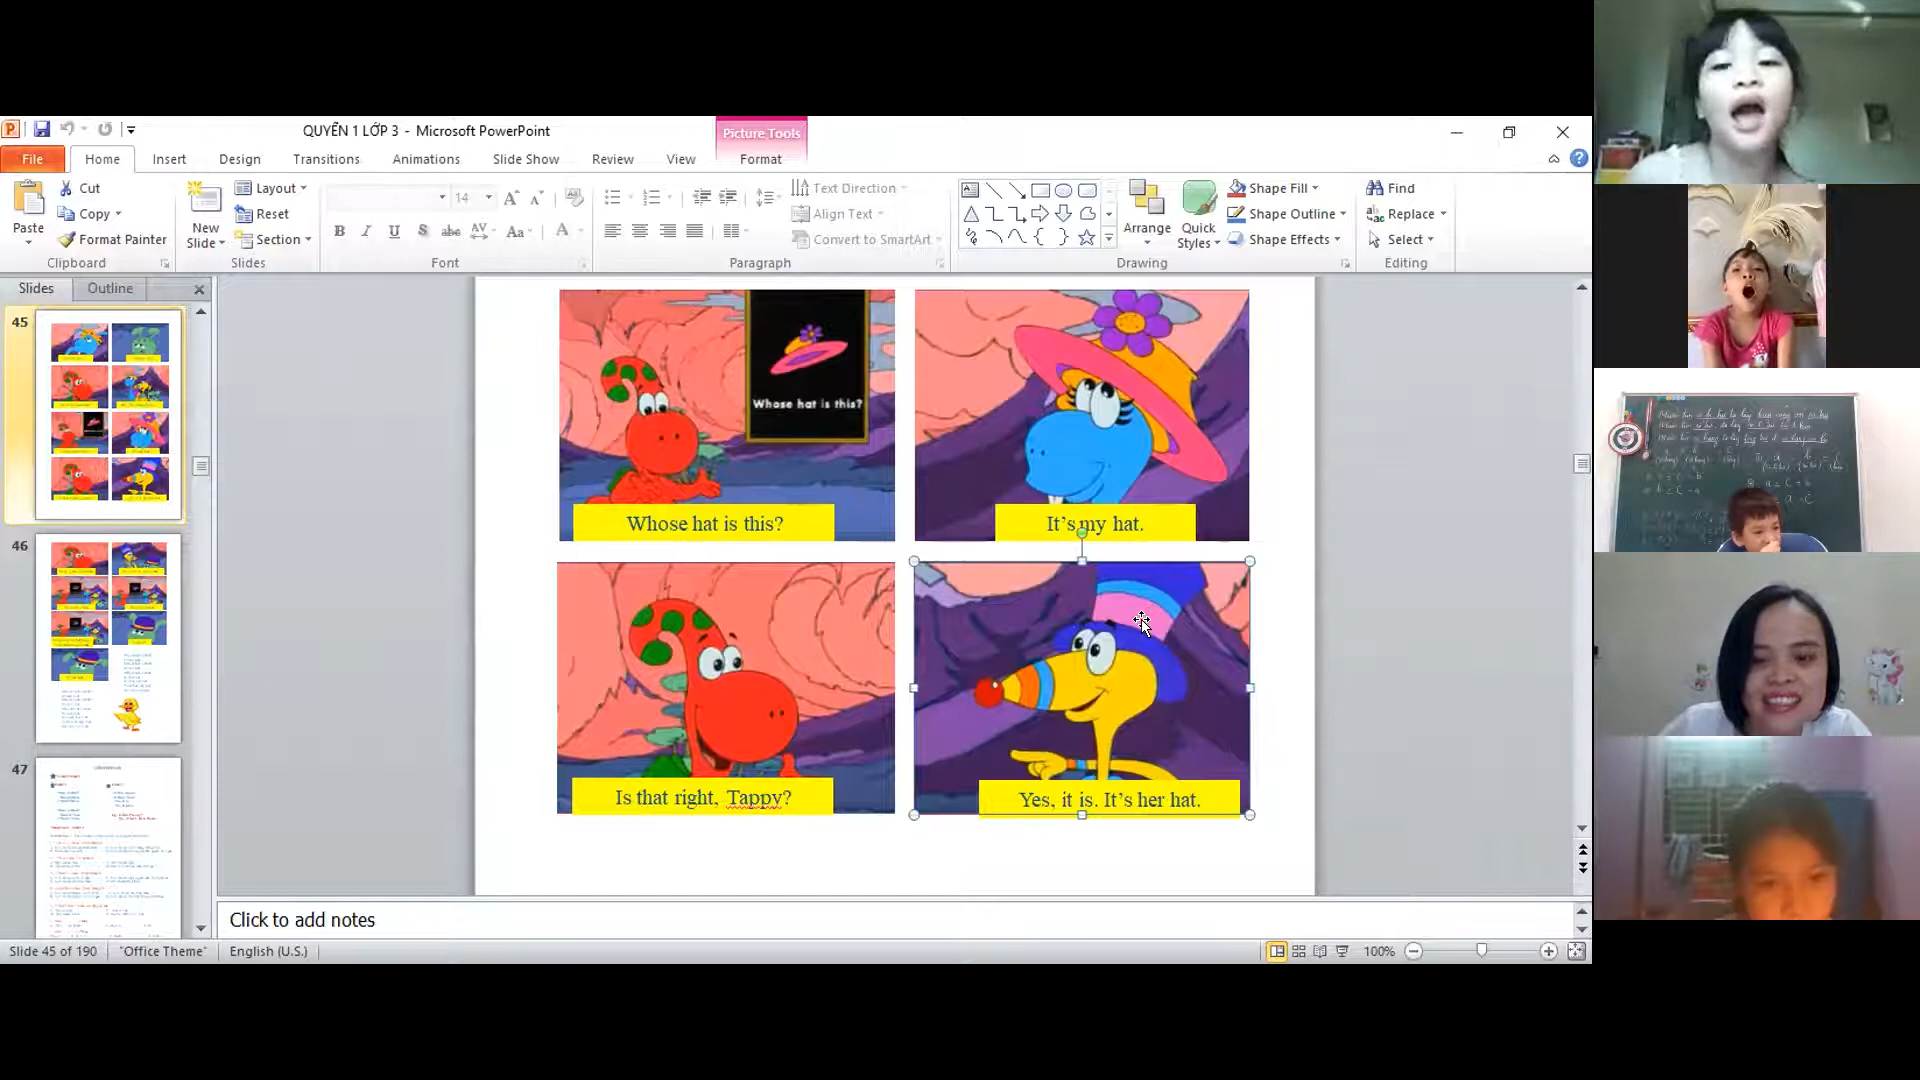 QUYỂN 1 LỚP 3 - Microsoft PowerPoint
Picture Tools
File Home Insert Design Transitions Animations Slide Show Review View Format
Paste
Cut
Copy
Format Painter
Clipboard
New
Slide
Layout
Reset
Section
Slides
14
Font
Text Direction
Align Text
Convert to SmartArt
Paragraph
Arrange
Quick
Styles
Shape Fill
Shape Outline
Shape Effects
Drawing
Find
Replace
Select
Editing
Slides Outline
45
46
47
Whose hat is this?
Whose hat is this?
It's my hat.
Is that right, Tappy?
Yes, it is. It's her hat.
Click to add notes
Slide 45 of 190 "Office Theme" English (U.S.) 100%